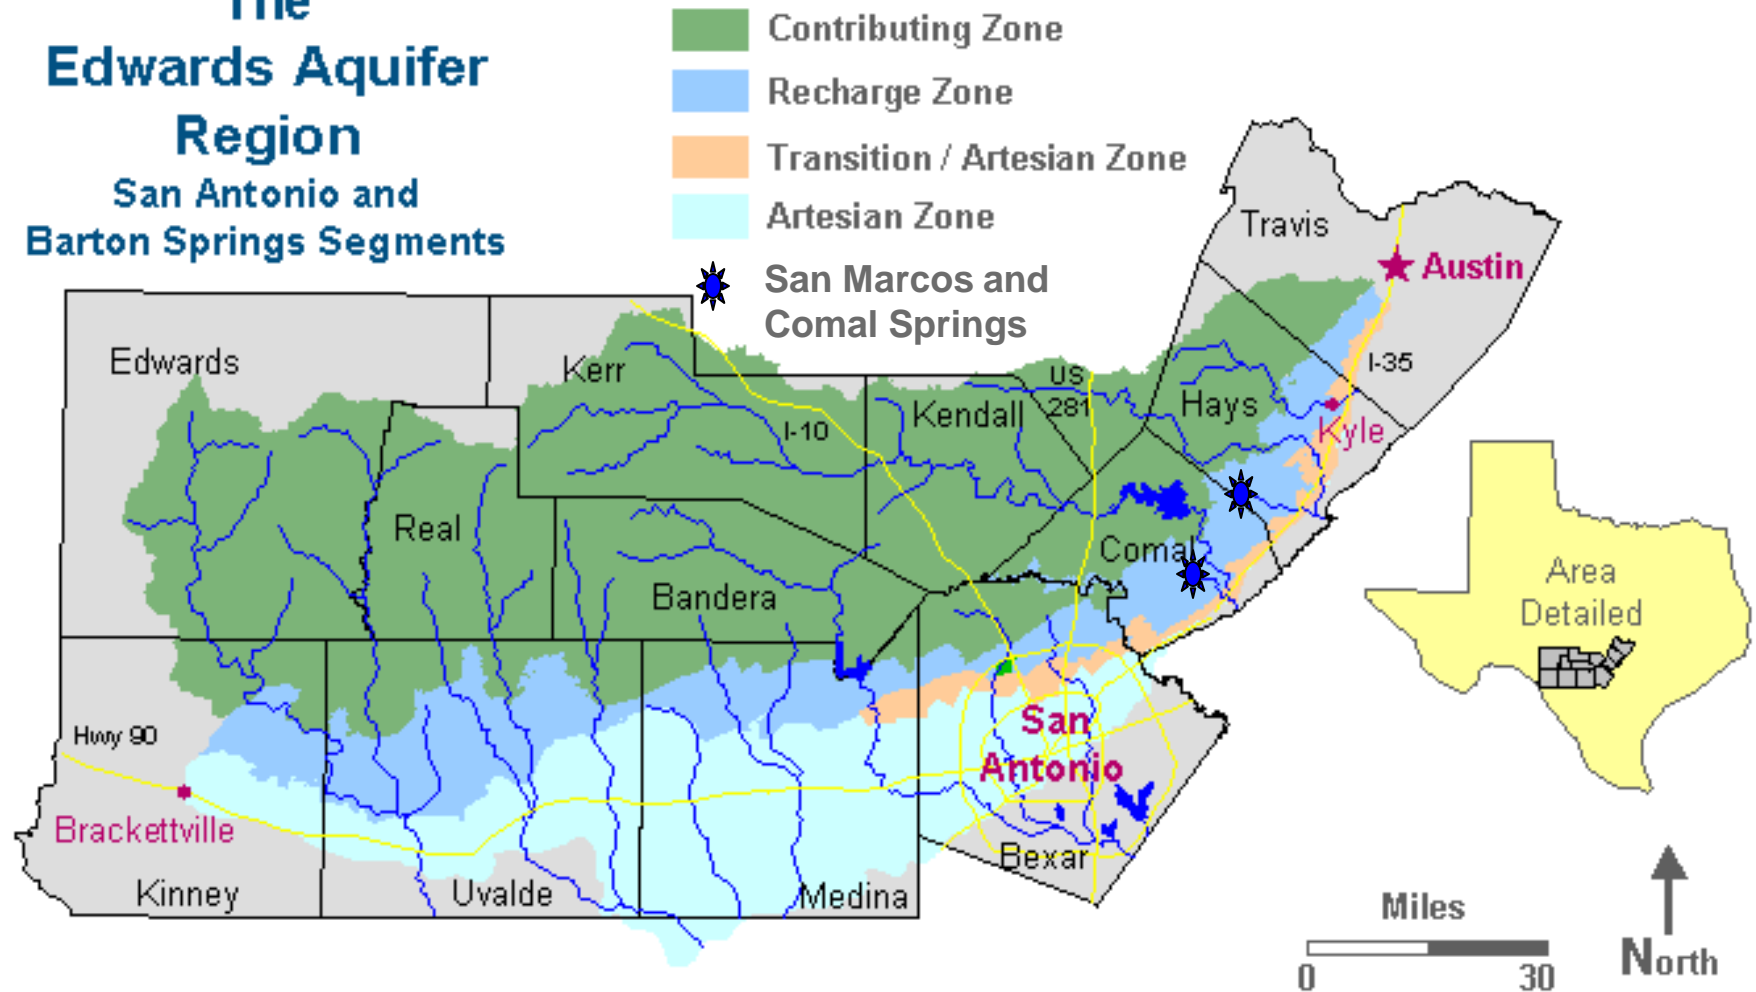 The
Edwards Aquifer
Region
San Antonio and
Barton Springs Segments
Contributing Zone
Recharge Zone
Transition / Artesian Zone
Artesian Zone
San Marcos and
Comal Springs
Travis
Austin
Edwards
Kerr
US
281
I-35
Kendall
Hays
I-10
Kyle
Real
Comal
Bandera
Area
Detailed
Hwy 90
San
Antonio
Brackettville
Bexar
Kinney
Uvalde
Medina
Miles
0
30
North